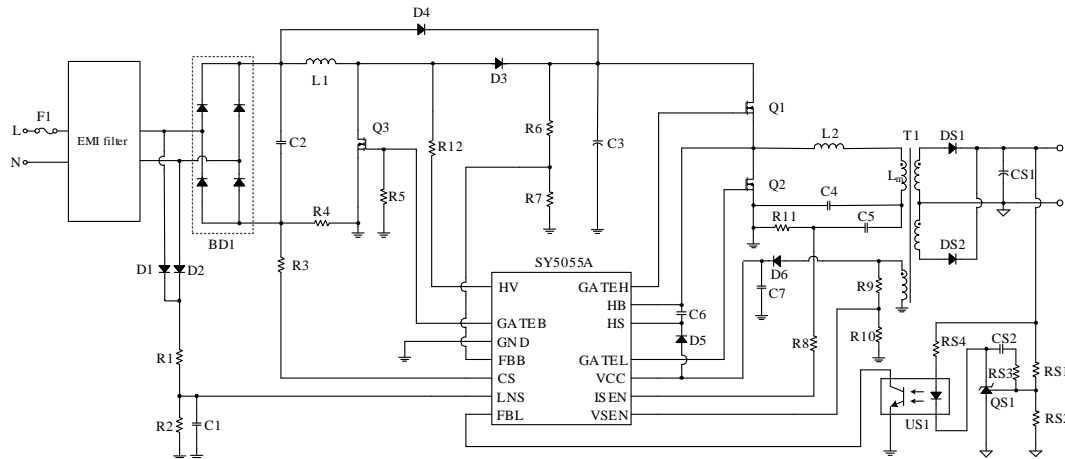 D4
L1
D3
F1
L
EMI filter
N
C2
Q3
R12
R6
C3
Q1
L2
T1
DS1
Lm
CS1
R5
R7
Q2
C4
R4
R11
C5
BD1
DS2
D1
D2
R3
SY5055A
D6
C7
R9
HV
GATEH
HB
C6
GATEB
HS
R10
GND
D5
R8
RS4
CS2
R1
FBB
GATEL
RS3
RS1
CS
VCC
LNS
ISEN
QS1
R2
C1
FBL
VSEN
US1
RS2